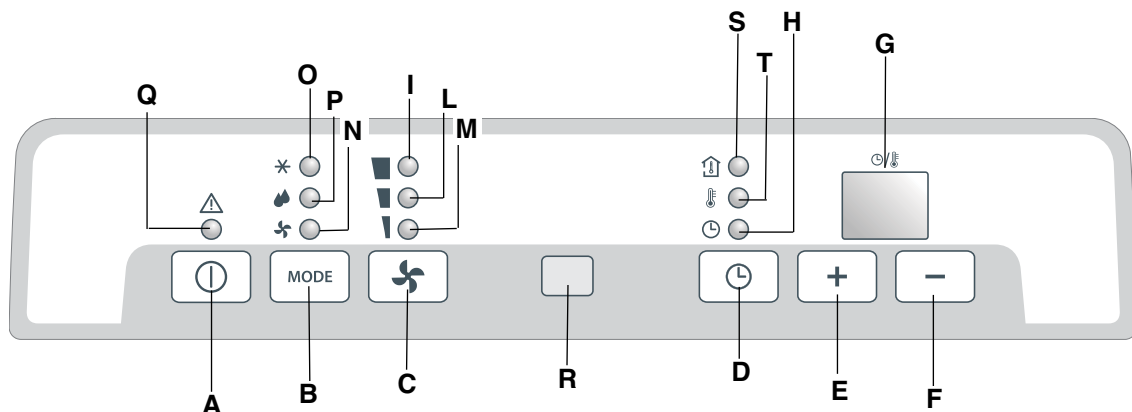 S H
G
O I T
Q P L
N M
MODE
A B C R D E F